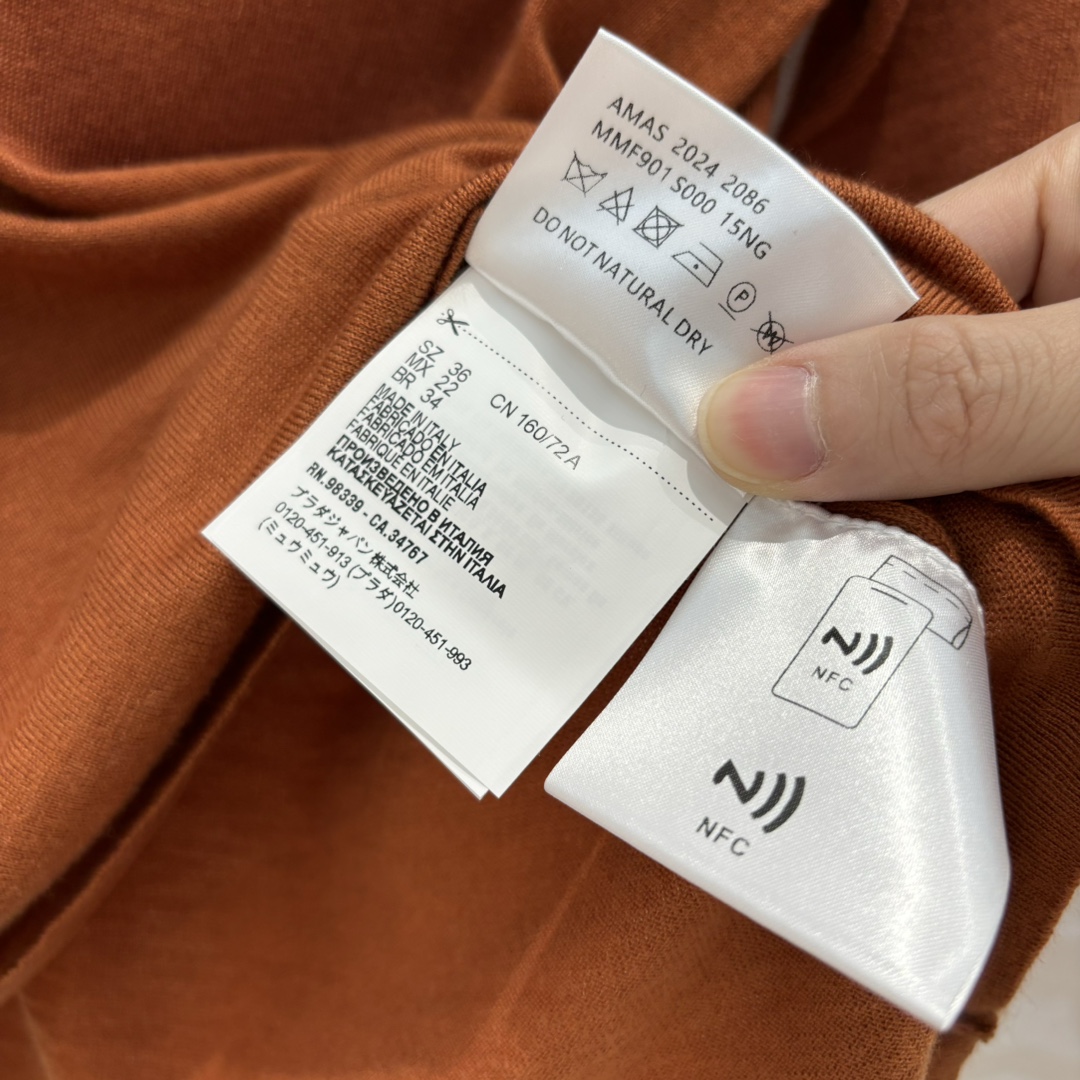 AMAS 2024 2086
MMF901 S000 15NG
DO NOT NATURAL DRY
SZ 36
MX 22
BR 34
CN 160/72A
MADE IN ITALY
FABRICADO EN ITALIA
FABRICADO EM ITALIA
FABRIQUE EN ITALIE
ПРОИЗВЕДЕНО В ИТАЛИЯ
ΚΑΤΑΣΚΕΥΑΖΕΤΑΙ ΣΤΗΝ ΙΤΑLΙΑ
RN.98339 - CA.34767
プラダジャパン株式会社
0120-451-913 (プラダ)0120-451-993
(ミュウミュウ)
NFC
NFC